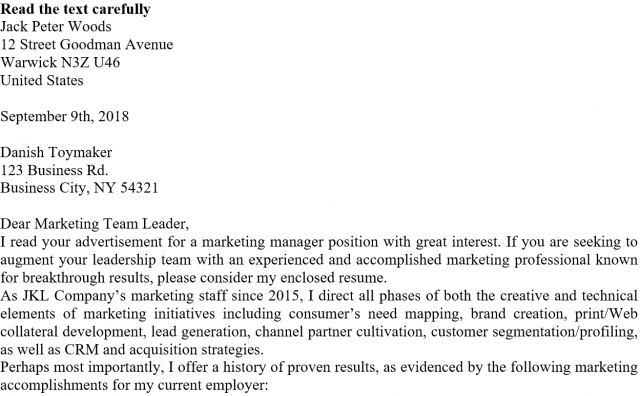 Read the text carefully
Jack Peter Woods
12 Street Goodman Avenue
Warwick N3Z U46
United States
September 9th, 2018
Danish Toymaker
123 Business Rd.
Business City, NY 54321
Dear Marketing Team Leader,
I read your advertisement for a marketing manager position with great interest. If you are seeking to
augment your leadership team with an experienced and accomplished marketing professional known
for breakthrough results, please consider my enclosed resume.
As JKL Company’s marketing staff since 2015, I direct all phases of both the creative and technical
elements of marketing initiatives including consumer’s need mapping, brand creation, print/Web
collateral development, lead generation, channel partner cultivation, customer segmentation/profiling,
as well as CRM and acquisition strategies.
Perhaps most importantly, I offer a history of proven results, as evidenced by the following marketing
accomplishments for my current employer: